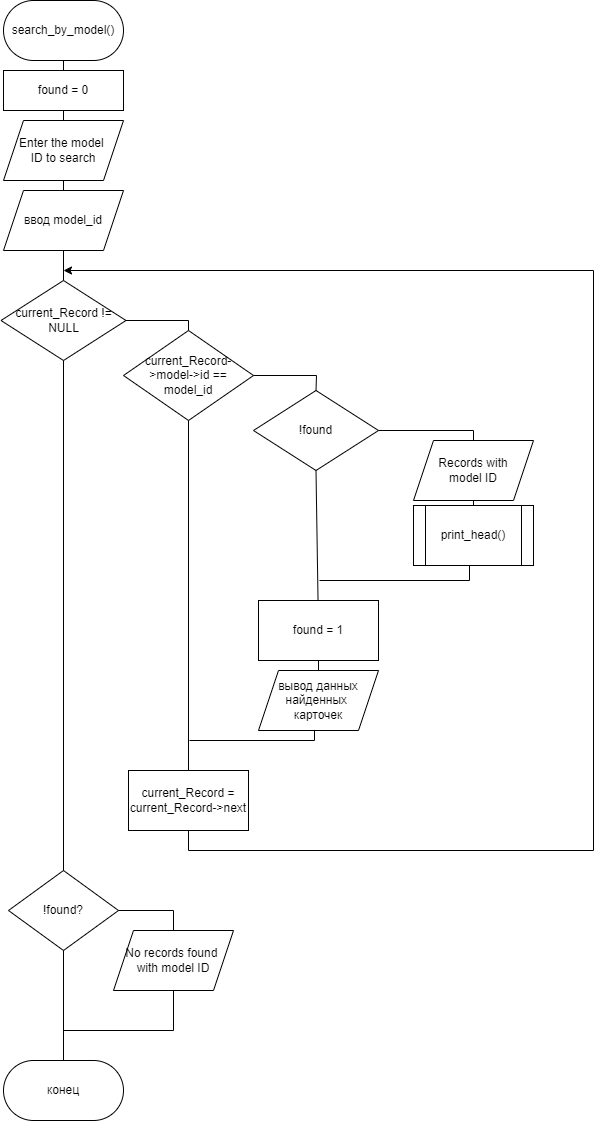 search_by_model()
found = 0
Enter the model
ID to search
ввод model_id
current_Record !=
NULL
current_Record-
>model->id ==
model_id
!found
Records with
model ID
print_head()
found = 1
вывод данных
найденных
карточек
current_Record =
current_Record->next
!found?
No records found
with model ID
конец